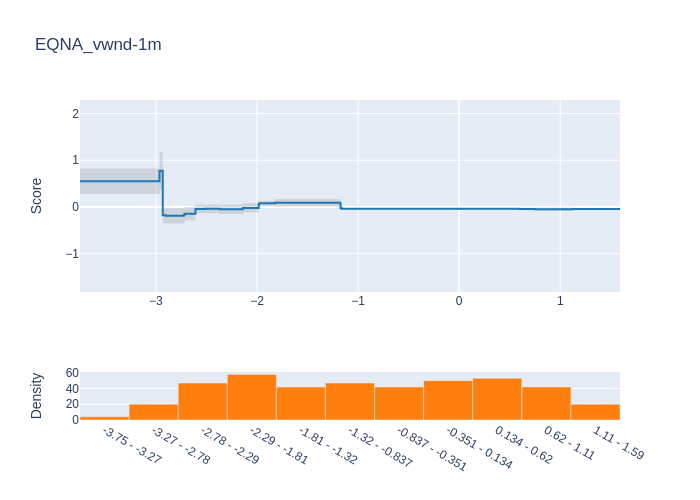 EQNA_vwnd-1m
2
1
0
−1
Score
−3
−2
−1
0
1
60
40
20
0
Density
-3.75 - -3.27
-3.27 - -2.78
-2.78 - -2.29
-2.29 - -1.81
-1.81 - -1.32
-1.32 - -0.837
-0.837 - -0.351
-0.351 - 0.134
0.134 - 0.62
0.62 - 1.11
1.11 - 1.59